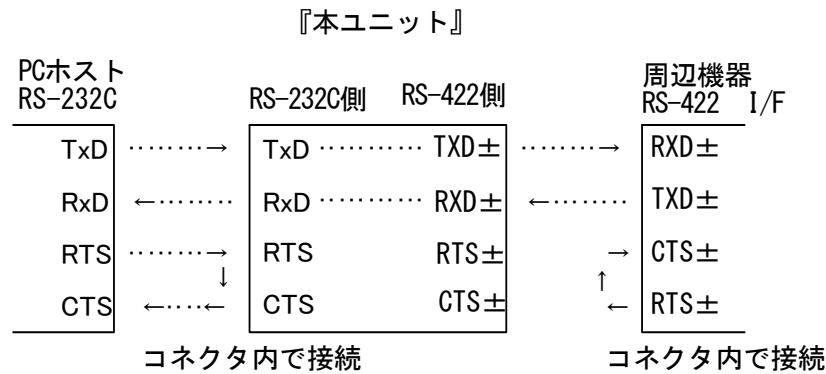 『本ユニット』
PCホスト
RS-232C
RS-232C側 RS-422側
周辺機器
RS-422 I/F
TxD ………→ TxD ………… TXD± ………→ RXD±
RxD ←……… RxD ………… RXD± ←……… TXD±
RTS ………→ RTS RTS± → CTS±
↓ ↑
CTS ←‥‥← CTS CTS± ← RTS±
コネクタ内で接続 コネクタ内で接続